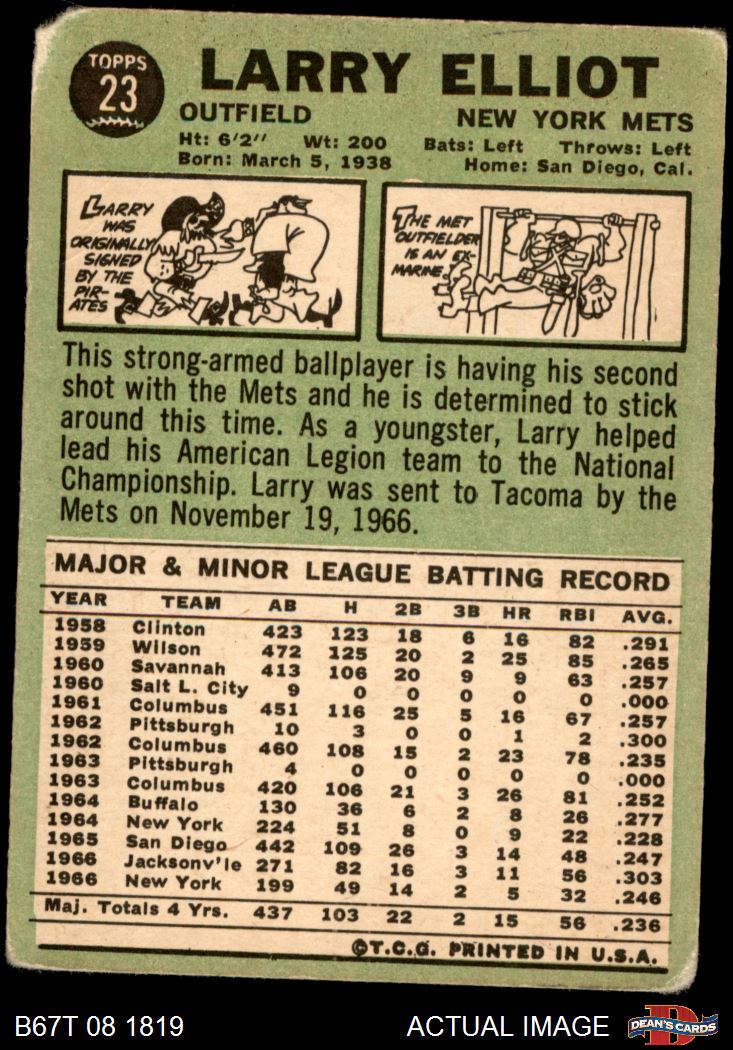 TOPPS
23
LARRY ELLIOT
OUTFIELD NEW YORK METS
Ht: 6'2" Wt: 200 Bats: Left Throws: Left
Born: March 5, 1938 Home: San Diego, Cal.
LARRY
WAS
ORIGINALLY
SIGNED
BY THE
PIR-
ATES
THE MET
OUTFIELDER
IS AN EX-
MARINE.
This strong-armed ballplayer is having his second
shot with the Mets and he is determined to stick
around this time. As a youngster, Larry helped
lead his American Legion team to the National
Championship. Larry was sent to Tacoma by the
Mets on November 19, 1966.
MAJOR & MINOR LEAGUE BATTING RECORD
YEAR TEAM AB H 2B 3B HR RBI AVG.
1958 Clinton 423 123 18 6 16 82 .291
1959 Wilson 472 125 20 2 25 85 .265
1960 Savannah 413 106 20 9 9 63 .257
1960 Salt L. City 9 0 0 0 0 0 .000
1961 Columbus 451 116 25 5 16 67 .257
1962 Pittsburgh 10 3 0 0 1 2 .300
1962 Columbus 460 108 15 2 23 78 .235
1963 Pittsburgh 4 0 0 0 0 0 .000
1963 Columbus 420 106 21 3 26 81 .252
1964 Buffalo 130 36 6 2 8 26 .277
1964 New York 224 51 8 0 9 22 .228
1965 San Diego 442 109 26 3 14 48 .247
1966 Jacksonv'le 271 82 16 3 11 56 .303
1966 New York 199 49 14 2 5 32 .246
Maj. Totals 4 Yrs. 437 103 22 2 15 56 .236
©T.C.G. PRINTED IN U.S.A.
B67T 08 1819 ACTUAL IMAGE DEAN'S CARDS